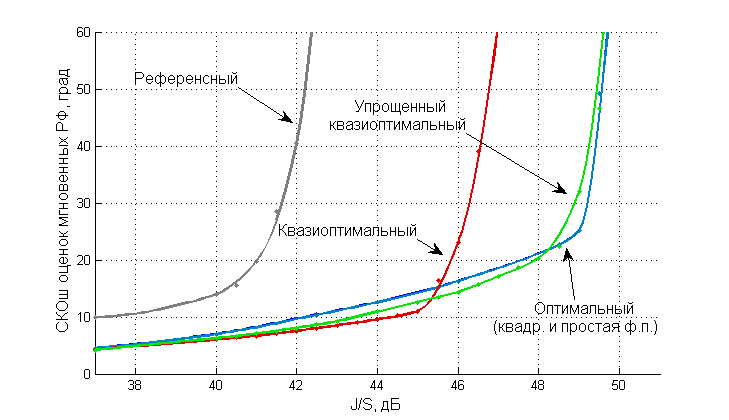 СКОш оценок мгновенных РФ, град
60
50
40
30
20
10
0
Референсный
Упрощенный
квазиоптимальный
Квазиоптимальный
Оптимальный
(квадр. и простая ф.п.)
38 40 42 44 46 48 50
J/S, дБ